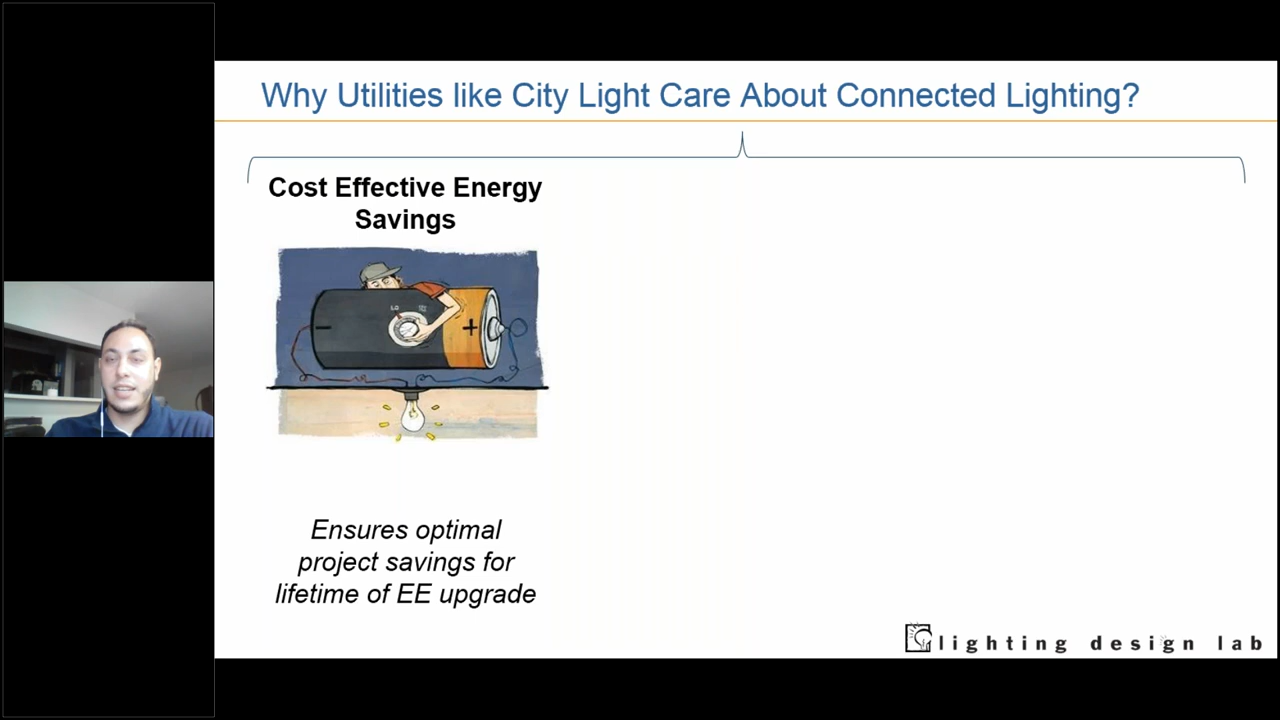 Why Utilities like City Light Care About Connected Lighting?
Cost Effective Energy
Savings
LO
+
Ensures optimal
project savings for
lifetime of EE upgrade
lighting design lab